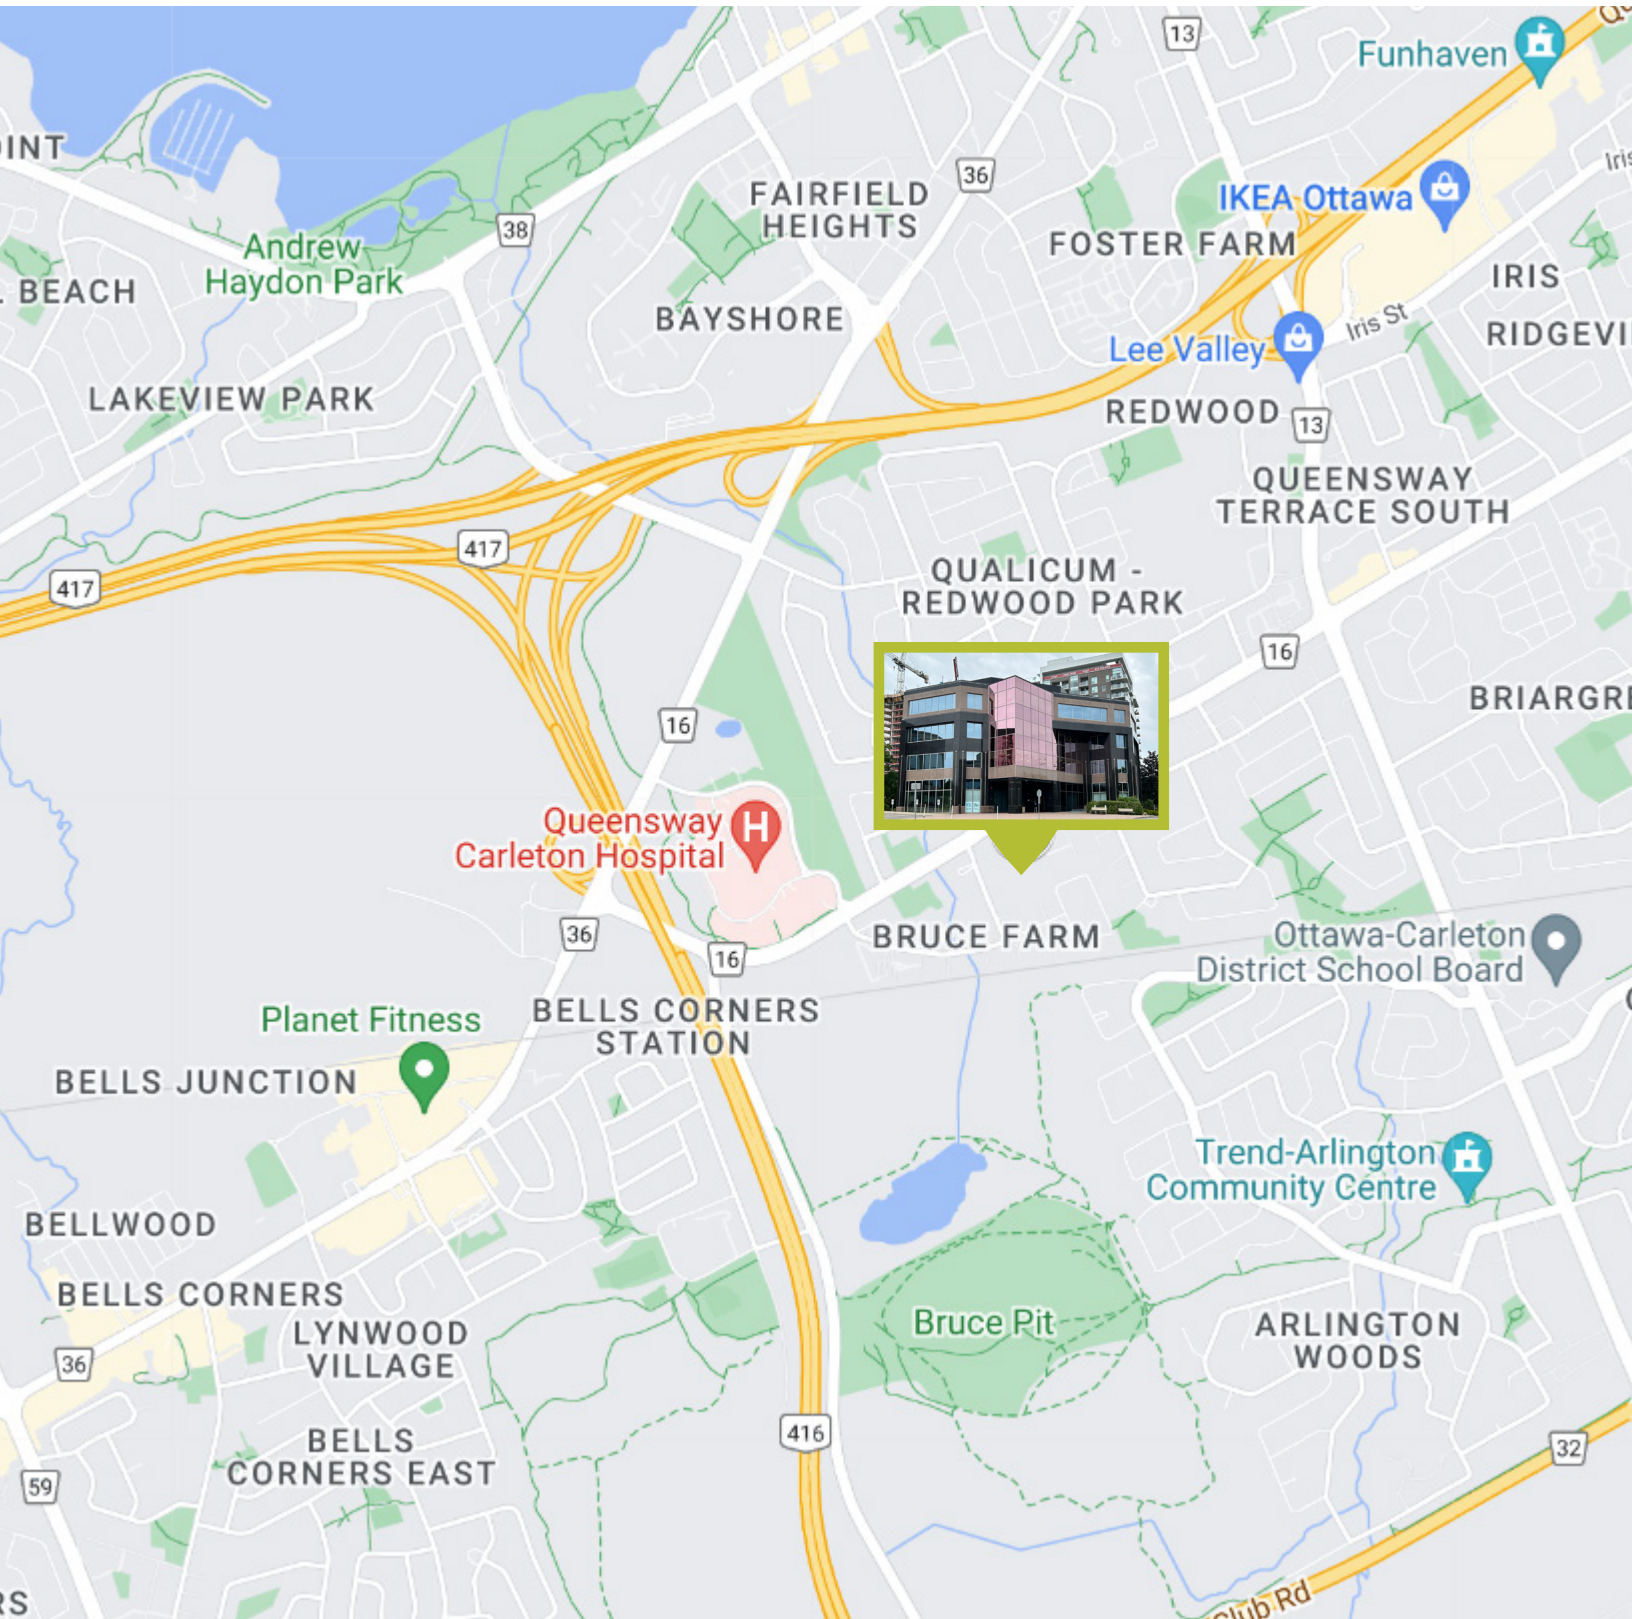 13
Funhaven
36
FAIRFIELD
HEIGHTS
IKEA Ottawa
38
FOSTER FARM
Andrew
Haydon Park
BEACH
IRIS
BAYSHORE
Iris St
Lee Valley
LAKEVIEW PARK
REDWOOD
13
QUEENSWAY
TERRACE SOUTH
417
417
QUALICUM -
REDWOOD PARK
16
16
Queensway
Carleton Hospital
H
36
16
BRUCE FARM
Ottawa-Carleton
District School Board
Planet Fitness
BELLS CORNERS
STATION
BELLS JUNCTION
Trend-Arlington
Community Centre
BELLWOOD
BELLS CORNERS
LYNWOOD
VILLAGE
Bruce Pit
ARLINGTON
WOODS
36
416
BELLS
CORNERS EAST
32
59
Club Rd